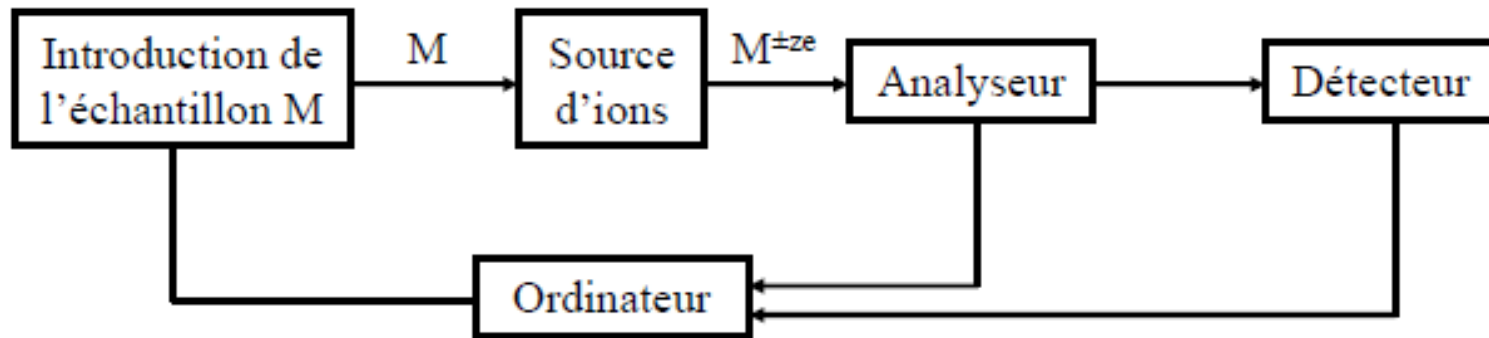 Introduction de
l'échantillon M
M
Source
d'ions
M±ze
Analyseur
Détecteur
Ordinateur